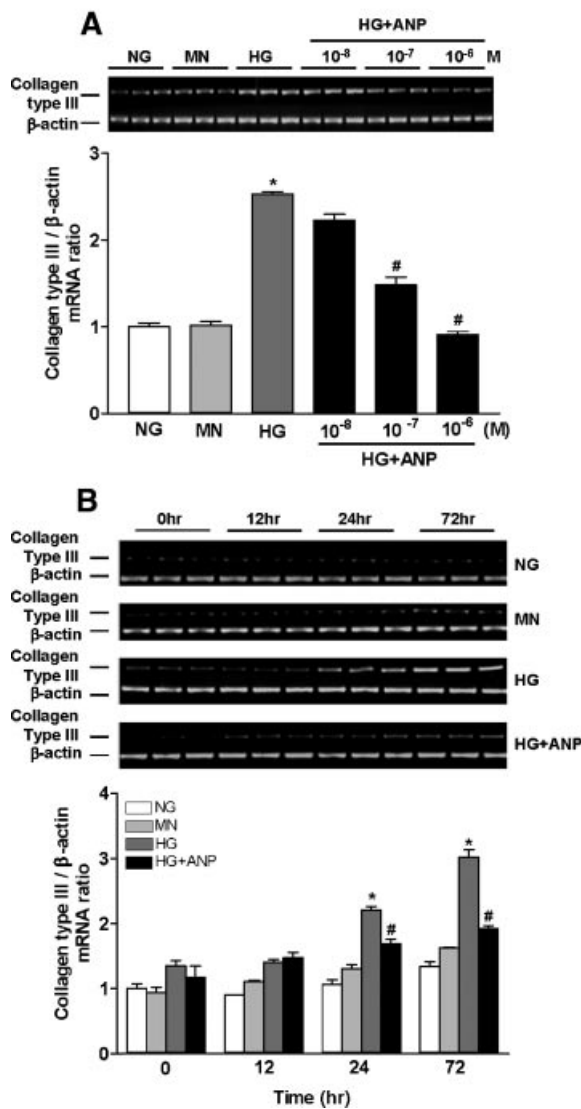 A
HG+ANP
NG MN HG 10-8 10-7 10-6 M
Collagen
type III
β-actin
Collagen type III / β-actin
mRNA ratio
3
2
1
0
*
#
#
NG MN HG 10-8 10-7 10-6 (M)
HG+ANP
B
0hr 12hr 24hr 72hr
Collagen
Type III
β-actin
NG
Collagen
Type III
β-actin
MN
Collagen
Type III
β-actin
HG
Collagen
Type III
β-actin
HG+ANP
Collagen type III / β-actin
mRNA ratio
4
3
2
1
0
NG
MN
HG
HG+ANP
*
#
*
#
0 12 24 72
Time (hr)